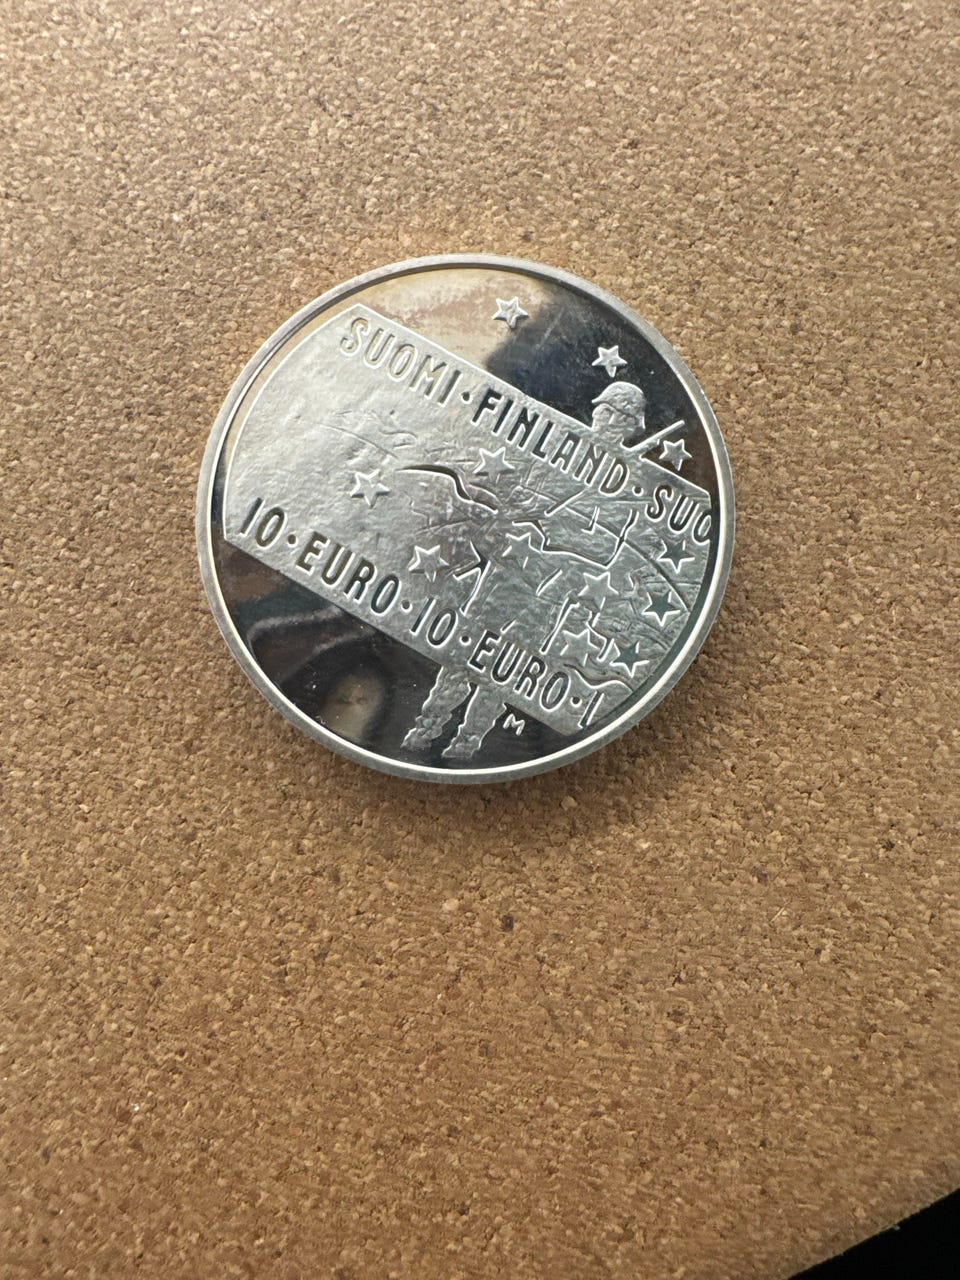 SUOMI · FINLAND · SUO
10 · EURO · 10 · EURO · 1
M